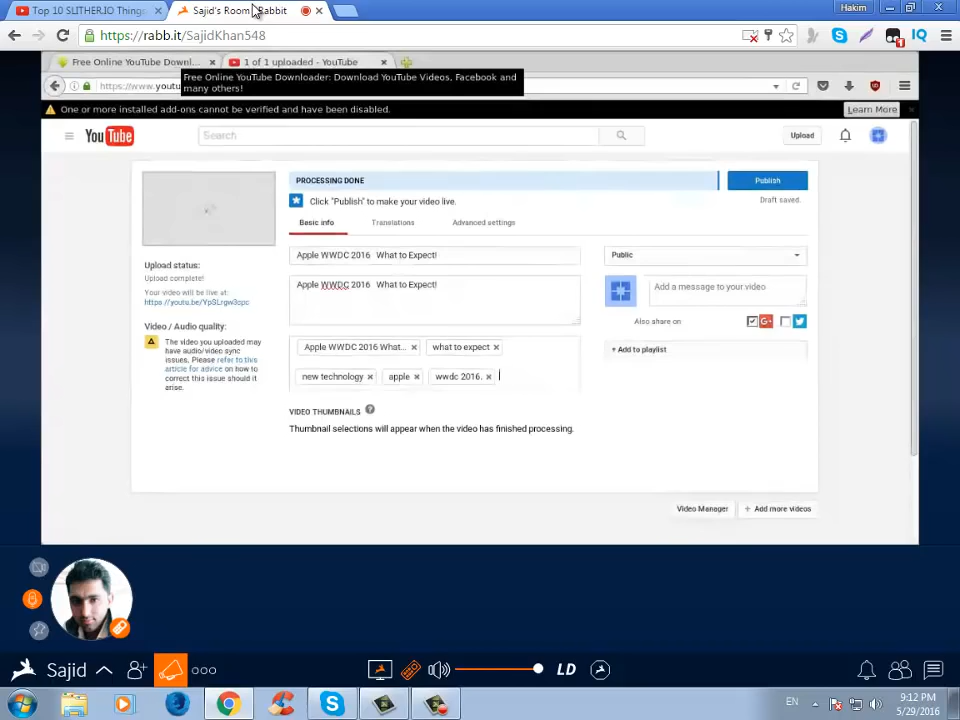 Top 10 SLITHER.IO Things
Sajid's Room
Rabbit
Hakim
https://rabb.it/SajidKhan548
IQ
1
Free Online YouTube Downl...
1 of 1 uploaded - YouTube
Free Online YouTube Downloader: Download YouTube Videos, Facebook and
many others!
https://www.youtu
One or more installed add-ons cannot be verified and have been disabled.
Learn More
YouTube
Search
Upload
PROCESSING DONE
Publish
Click "Publish" to make your video live.
Draft saved.
Basic info
Translations
Advanced settings
Upload status:
Upload complete!
Your video will be live at:
https://youtu.be/YpSLrgw3opc
Video / Audio quality:
The video you uploaded may
have audio/video sync
issues. Please refer to this
article for advice on how to
correct this issue should it
arise.
Apple WWDC 2016 What to Expect!
Apple WWDC 2016 What to Expect!
Apple WWDC 2016 What...
what to expect
new technology
apple
wwdc 2016.
Public
Add a message to your video
Also share on
G+
+ Add to playlist
VIDEO THUMBNAILS ?
Thumbnail selections will appear when the video has finished processing.
Video Manager
+ Add more videos
Sajid
LD
EN
9:12 PM
5/29/2016